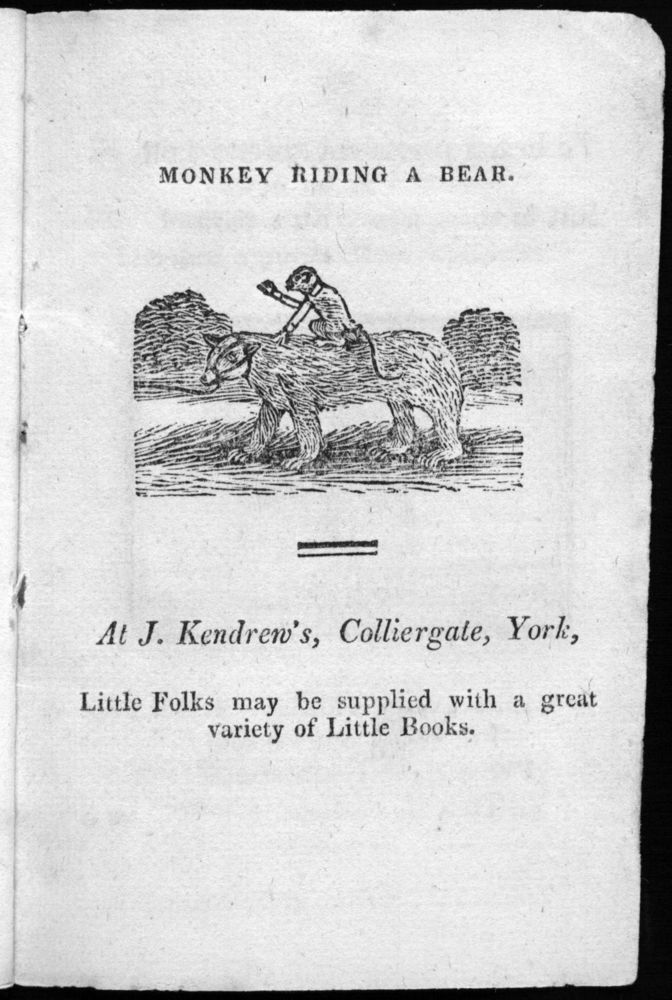 MONKEY RIDING A BEAR.
At J. Kendrew's, Colliergate, York,
Little Folks may be supplied with a great
variety of Little Books.